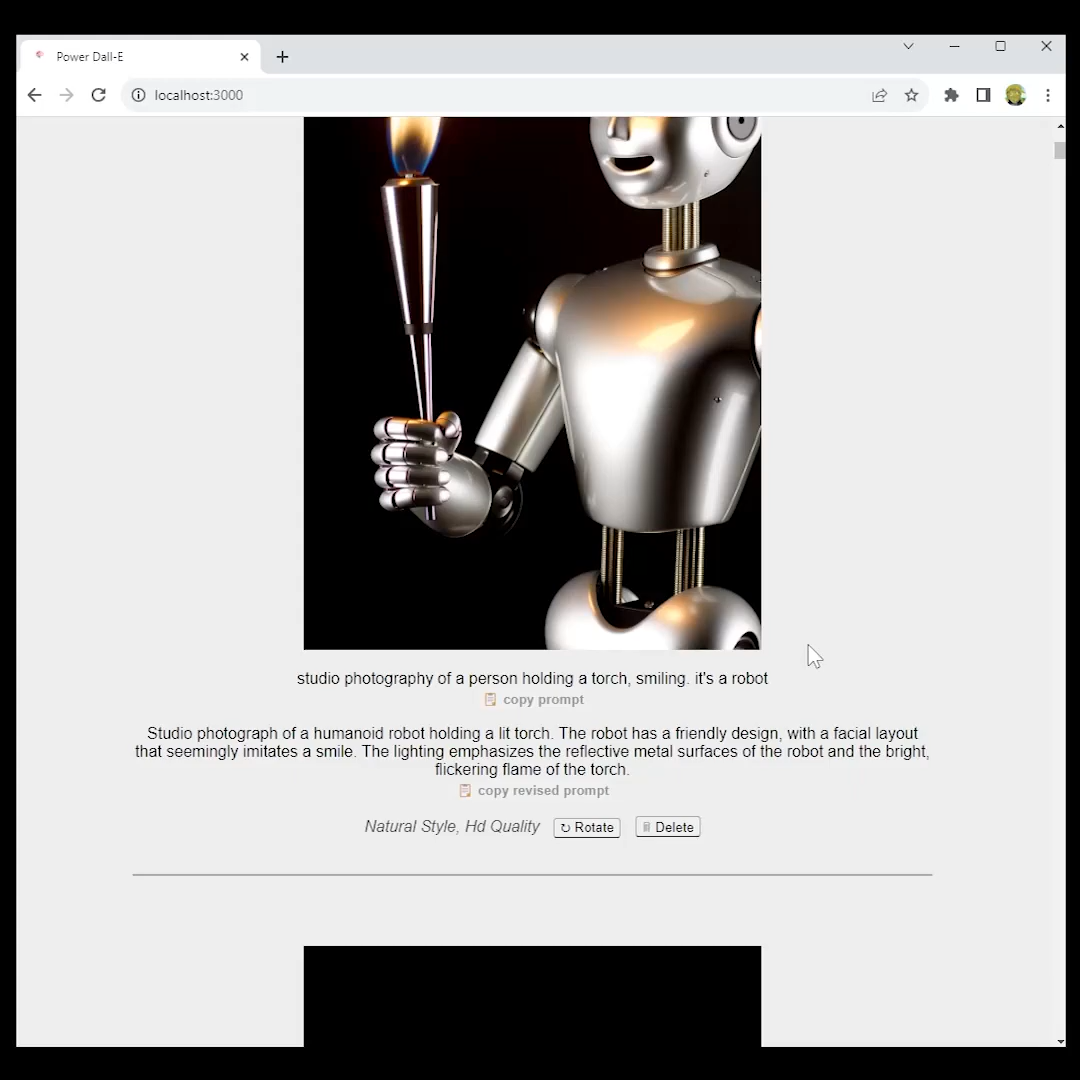 Power Dall-E
localhost:3000
studio photography of a person holding a torch, smiling. it's a robot
copy prompt
Studio photograph of a humanoid robot holding a lit torch. The robot has a friendly design, with a facial layout
that seemingly imitates a smile. The lighting emphasizes the reflective metal surfaces of the robot and the bright,
flickering flame of the torch.
copy revised prompt
Natural Style, Hd Quality Rotate Delete